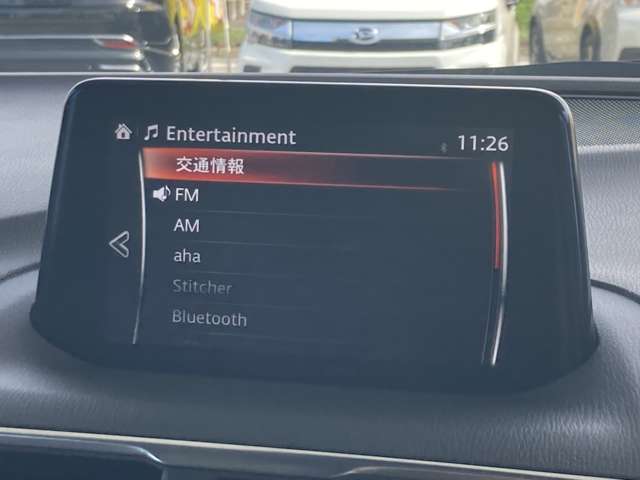 Entertainment
11:26
交通情報
FM
AM
aha
Stitcher
Bluetooth